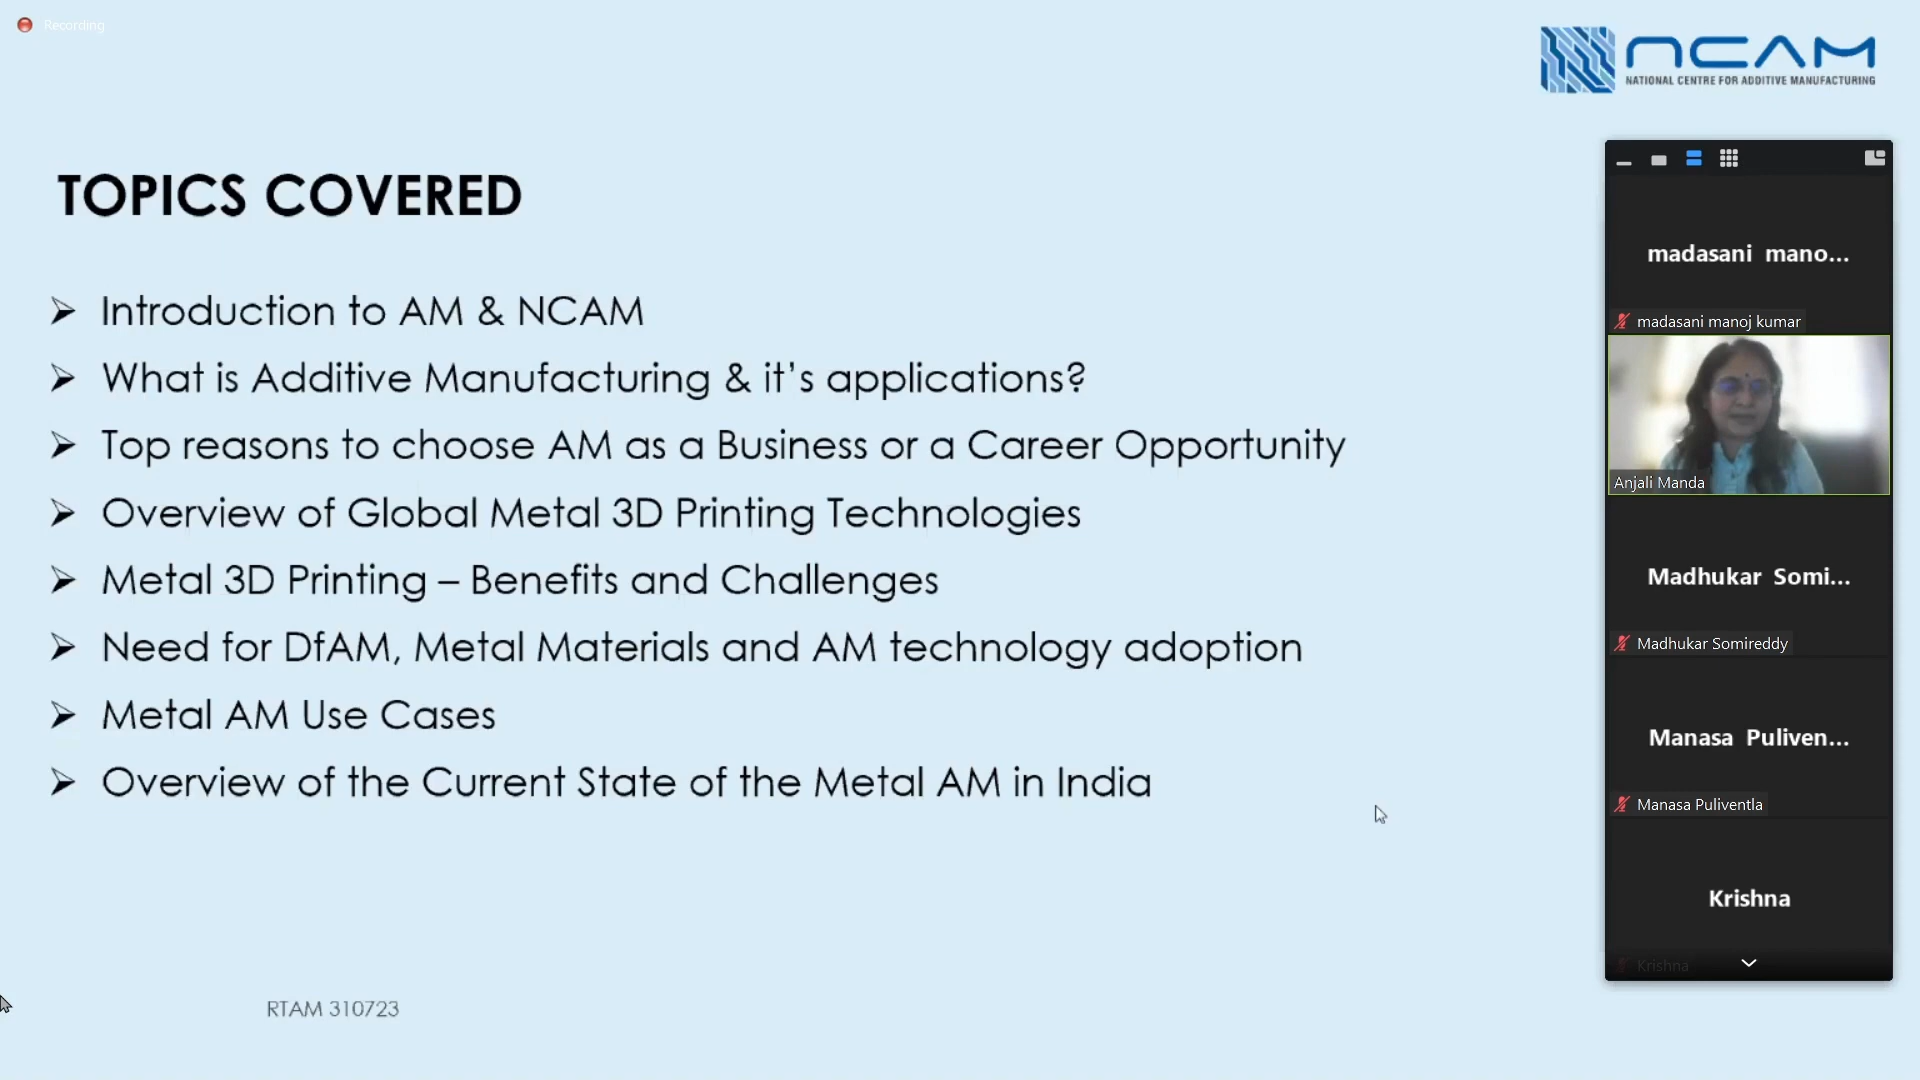 Recording
ncam
NATIONAL CENTRE FOR ADDITIVE MANUFACTURING
TOPICS COVERED
➢ Introduction to AM & NCAM
➢ What is Additive Manufacturing & it’s applications?
➢ Top reasons to choose AM as a Business or a Career Opportunity
➢ Overview of Global Metal 3D Printing Technologies
➢ Metal 3D Printing – Benefits and Challenges
➢ Need for DfAM, Metal Materials and AM technology adoption
➢ Metal AM Use Cases
➢ Overview of the Current State of the Metal AM in India
RTAM 310723
madasani mano...
madasani manoj kumar
Anjali Manda
Madhukar Somi...
Madhukar Somireddy
Manasa Puliven...
Manasa Puliventla
Krishna
Krishna